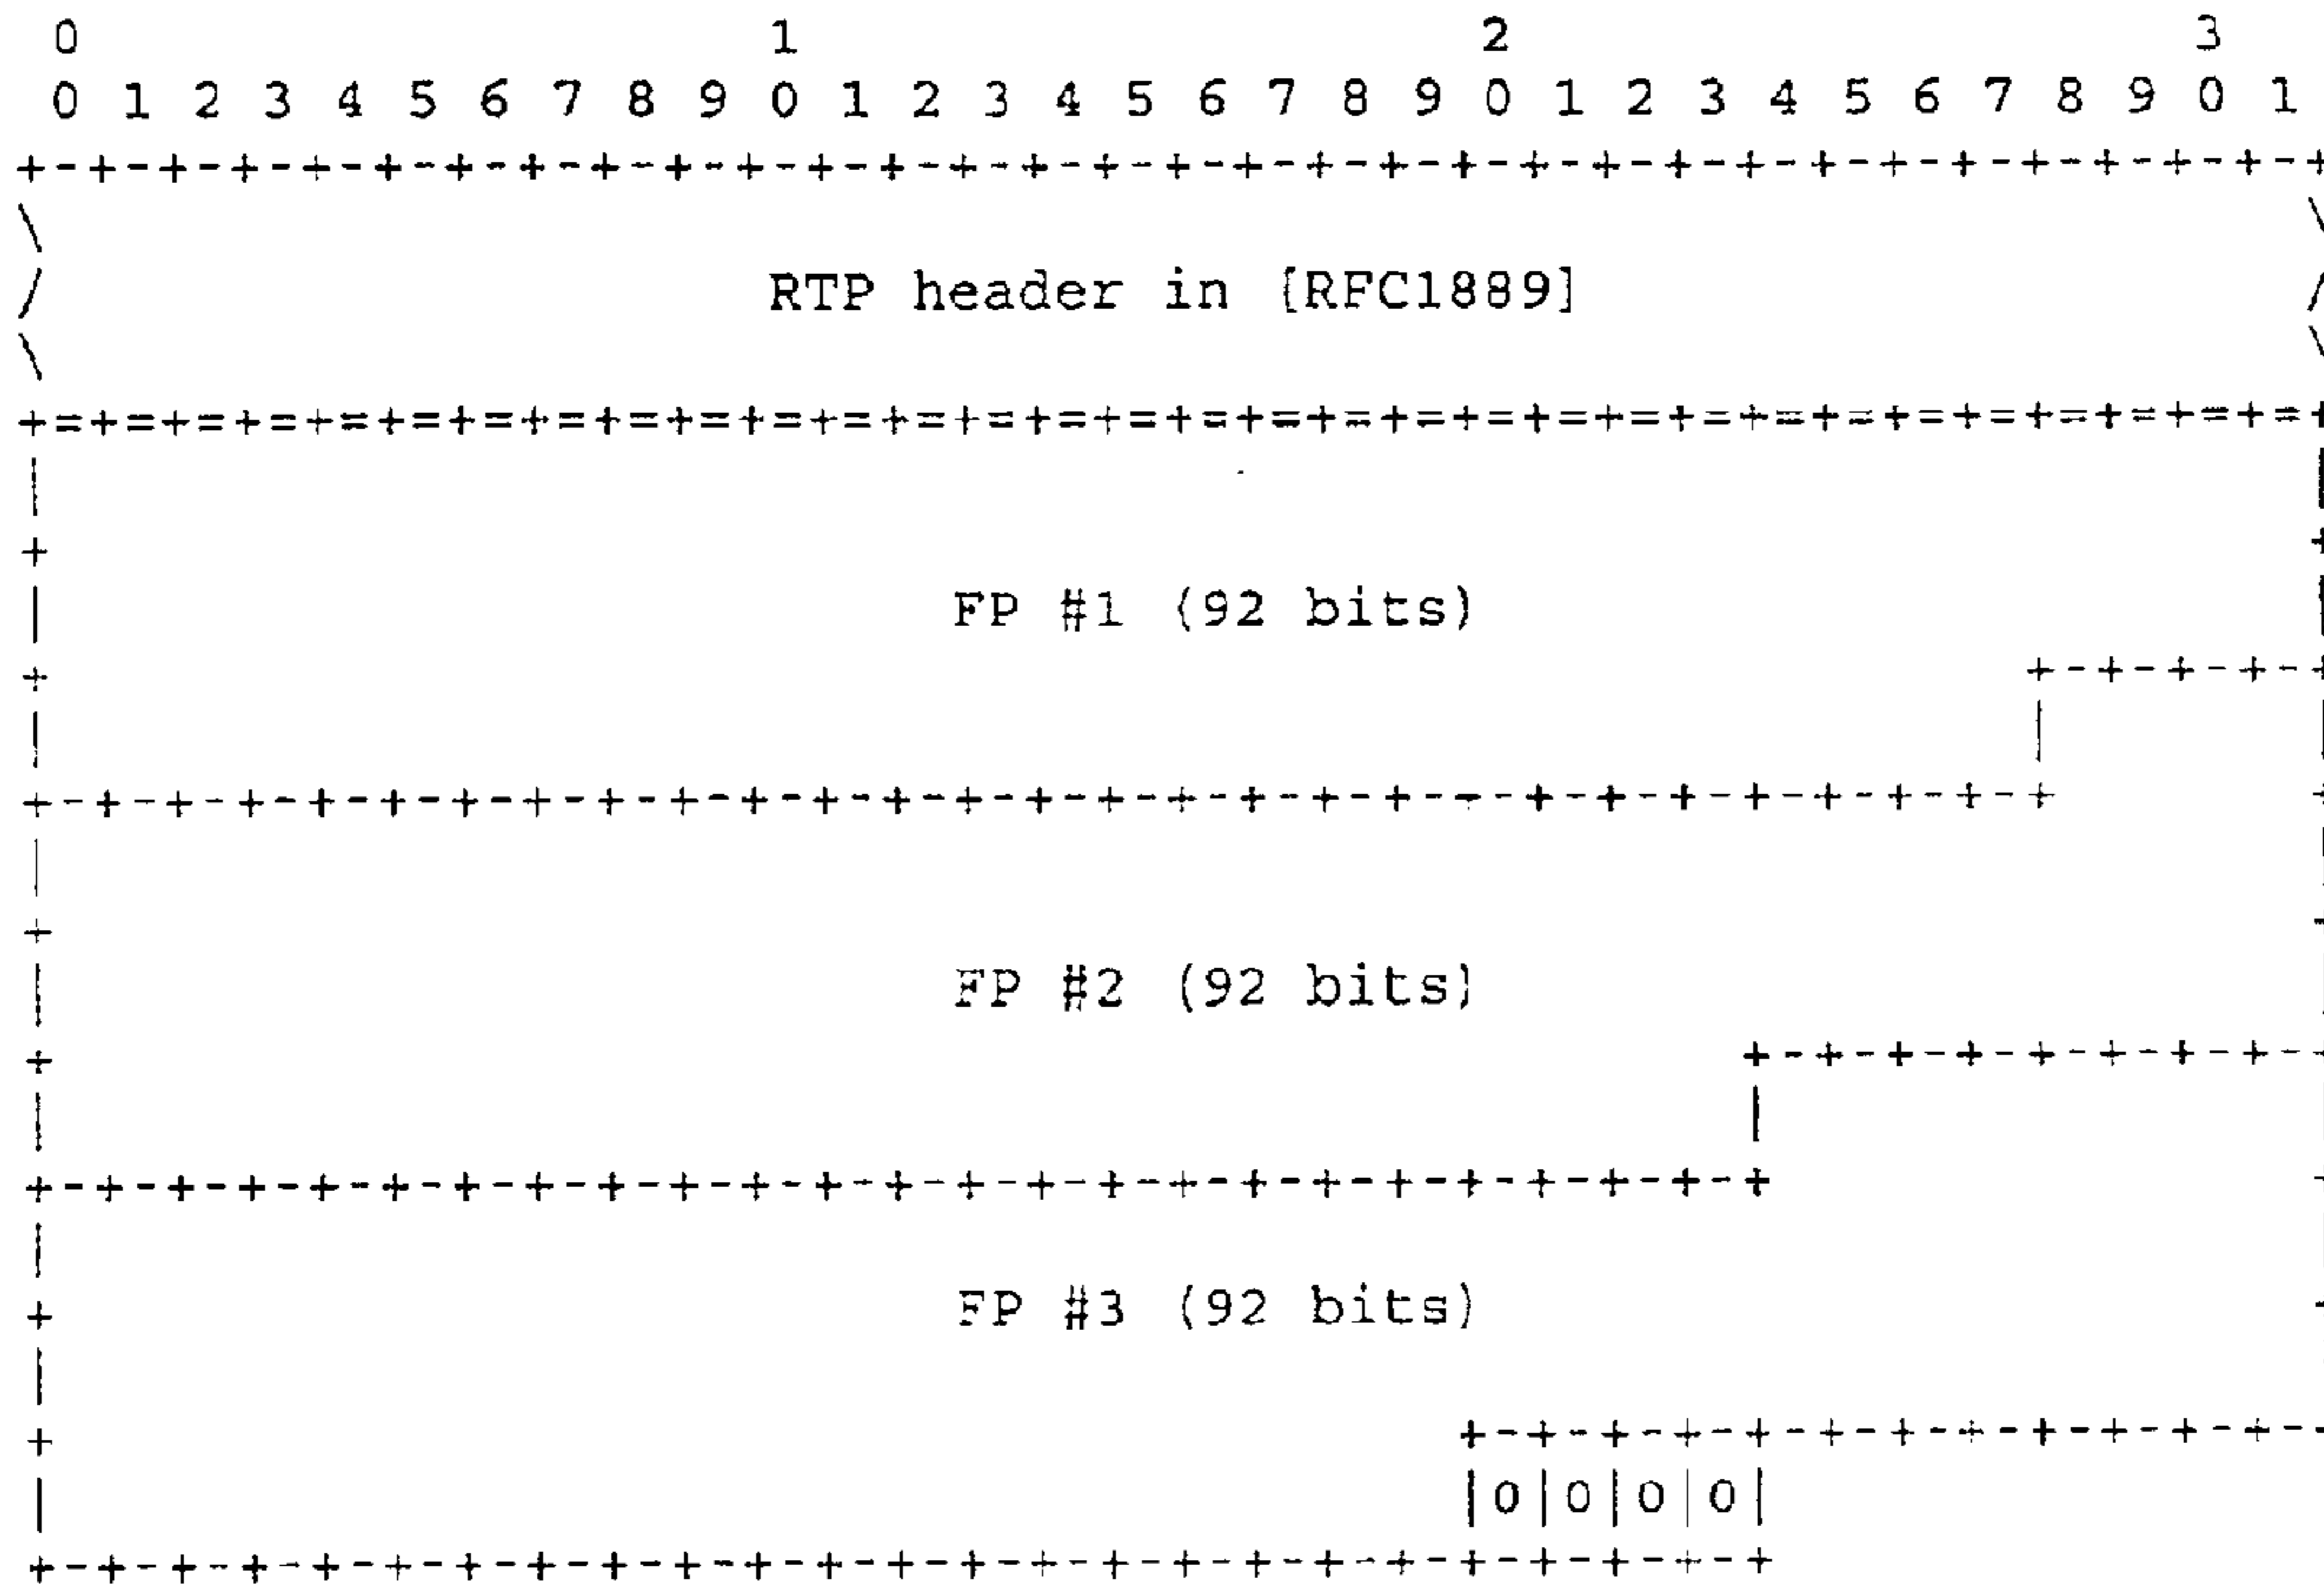 0 1 2 3
0 1 2 3 4 5 6 7 8 9 0 1 2 3 4 5 6 7 8 9 0 1 2 3 4 5 6 7 8 9 0 1
RTP header in [RFC1889]
FP #1 (92 bits)
FP #2 (92 bits)
FP #3 (92 bits)
|0|0|0|0|